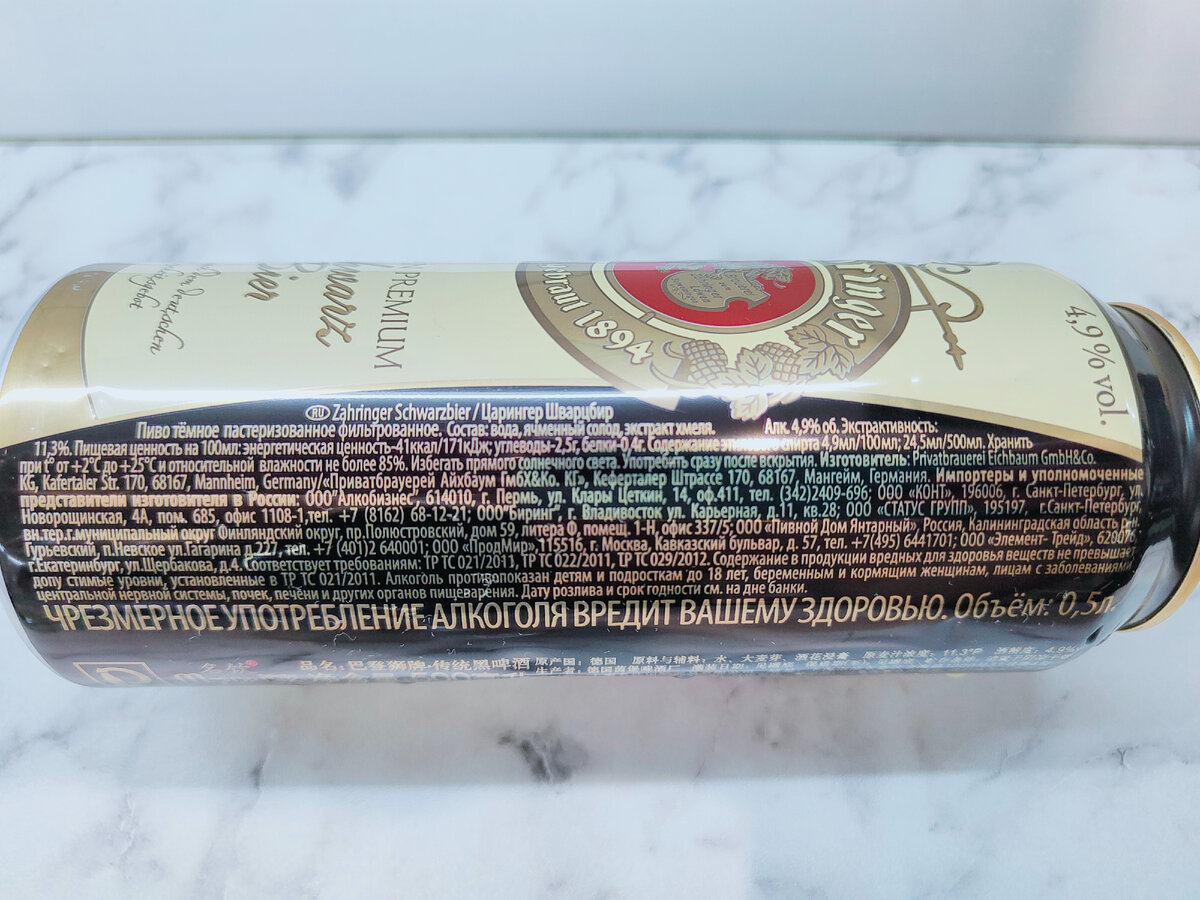 4,9% vol.
Zähringer
bräu 1894
PREMIUM
Schwarz
Bier
RU Zahringer Schwarzbier / Царингер Шварцбир
Пиво тёмное пастеризованное фильтрованное. Состав: вода, ячменный солод, экстракт хмеля. Алк. 4,9% об. Экстрактивность:
11,3%. Пищевая ценность на 100мл: энергетическая ценность-41ккал/171кДж; углеводы-2,5г, белки-0,4г. Содержание этилового спирта 4,9мл/100мл; 24,5мл/500мл. Хранить
при t° от +2°С до +25°С и относительной влажности не более 85%. Избегать прямого солнечного света. Употребить сразу после вскрытия. Изготовитель: Privatbrauerei Eichbaum GmbH&Co.
KG, Kafertaler Str. 170, 68167, Mannheim, Germany/«Приватбрауерей Айхбаум ГмбХ&Ко. КГ», Кеферталер Штрассе 170, 68167, Мангейм, Германия. Импортеры и уполномоченные
представители изготовителя в России: ООО"Алкобизнес", 614010, г. Пермь, ул. Клары Цеткин, 14, оф.411, тел. (342)2409-696; ООО «КОНТ», 196006, г. Санкт-Петербург, ул.
Новорощинская, 4А, пом. 685, офис 1108-1,тел. +7 (8162) 68-12-21; ООО"Биринг", г. Владивосток ул. Карьерная, д.11, кв.28; ООО «СТАТУС ГРУПП», 195197, г.Санкт-Петербург,
вн.тер.г.муниципальный округ Финляндский округ, пр.Полюстровский, дом 59, литера Ф, помещ. 1-Н, офис 337/5; ООО «Пивной Дом Янтарный», Россия, Калининградская область р-н.
Гурьевский, п.Невское ул.Гагарина д.227, тел. +7 (401)2 640001; ООО «ПродМир»,115516, г. Москва, Кавказский бульвар, д. 57, тел.+7(495) 6441701; ООО «Элемент- Трейд», 620076,
г.Екатеринбург, ул.Щербакова, д.4. Соответствует требованиям: ТР ТС 021/2011, ТР ТС 022/2011, ТР ТС 029/2012. Содержание в продукции вредных для здоровья веществ не превышает
допу стимые уровни, установленные в ТР ТС 021/2011. Алкоголь противопоказан детям и подросткам до 18 лет, беременным и кормящим женщинам, лицам с заболеваниями
центральной нервной системы, почек, печени и других органов пищеварения. Дату розлива и срок годности см. на дне банки.
ЧРЕЗМЕРНОЕ УПОТРЕБЛЕНИЕ АЛКОГОЛЯ ВРЕДИТ ВАШЕМУ ЗДОРОВЬЮ. Объём: 0,5л.
品名: 巴登狮牌·传统黑啤酒 原产国: 德国 原料与辅料: 水、大麦芽、酒花浸膏 原麦汁浓度: 11.3°P 酒精度: 4.9%